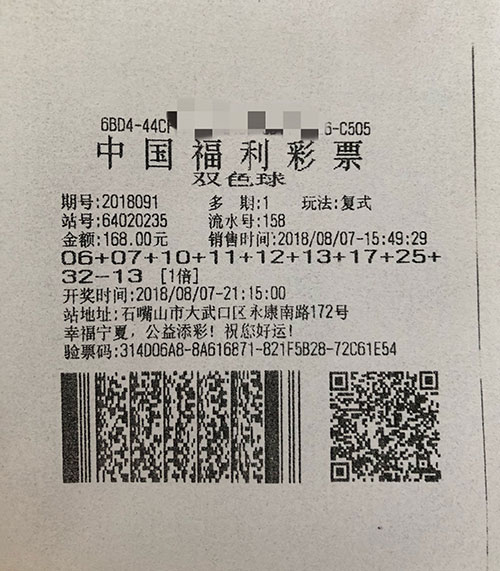 6BD4-44C 6-C505
中国福利彩票
双色球
期号:2018091 多 期:1 玩法:复式
站号:64020235 流水号:158
金额:168.00元 销售时间:2018/08/07-15:49:29
06+07+10+11+12+13+17+25+
32-13 [1倍]
开奖时间:2018/08/07-21:15:00
站地址:石嘴山市大武口区永康南路172号
幸福宁夏,公益添彩!祝您好运!
验票码:314D06A8-8A616871-821F5B28-72C61E54